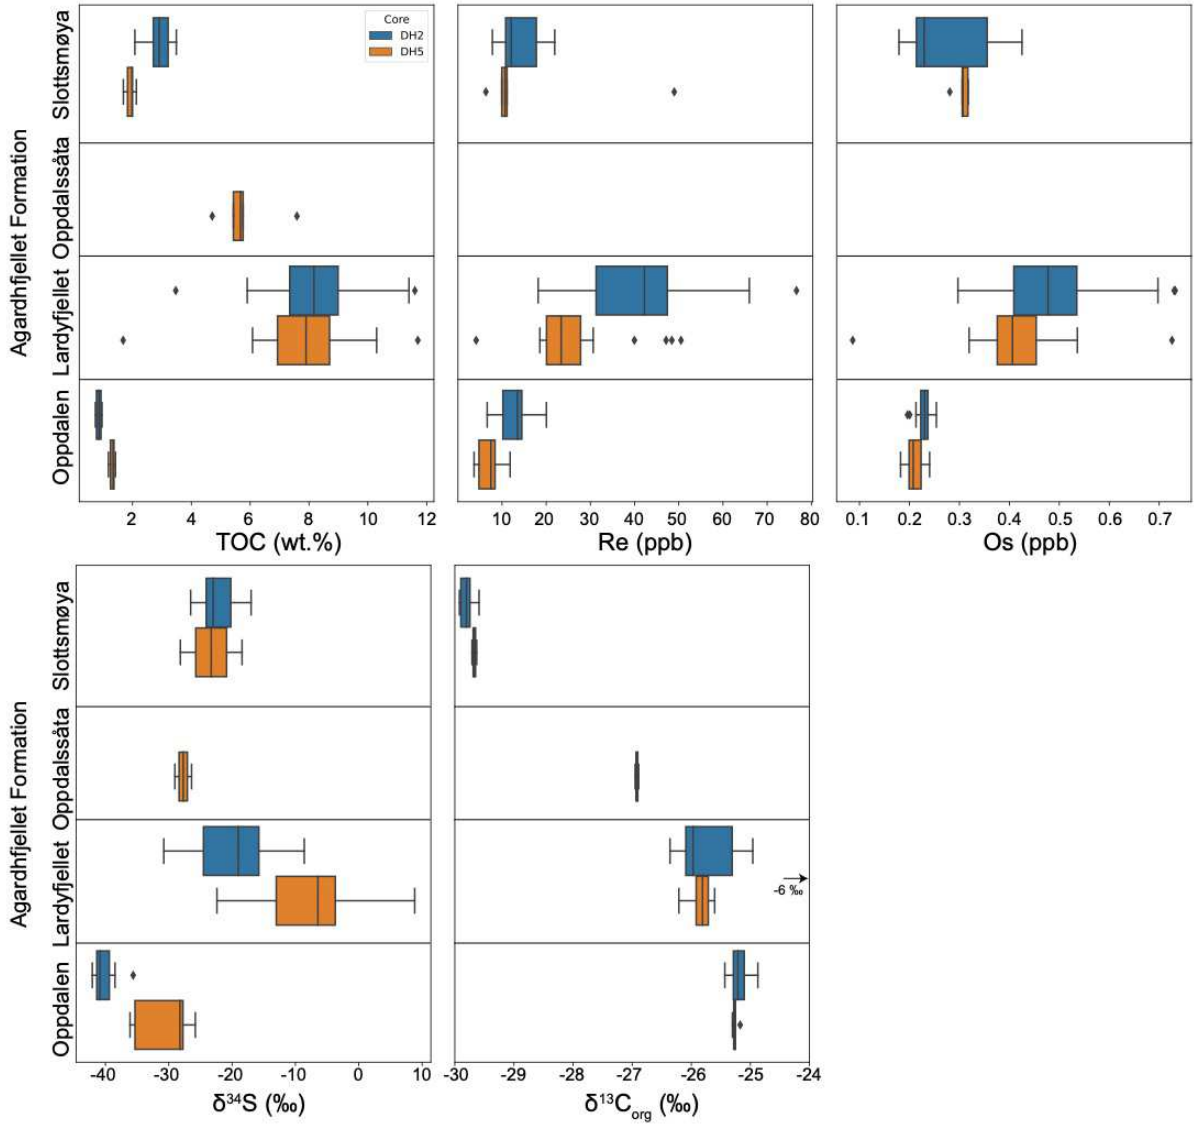 Agardhfjellet Formation
Slottsmøya
Oppdalssåta
Lardyfjellet
Oppdalen
Core
DH2
DH5
2 4 6 8 10 12
TOC (wt.%)
10 20 30 40 50 60 70 80
Re (ppb)
0.1 0.2 0.3 0.4 0.5 0.6 0.7
Os (ppb)
Agardhfjellet Formation
Slottsmøya
Oppdalssåta
Lardyfjellet
Oppdalen
-40 -30 -20 -10 0 10
δ³⁴S (‰)
-6 ‰
-30 -29 -28 -27 -26 -25 -24
δ¹³Corg (‰)